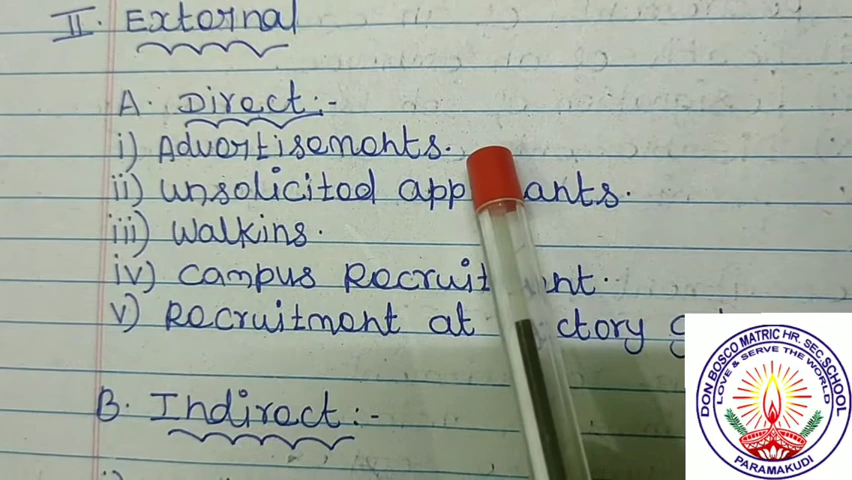 II. External
A. Direct:-
i) Advertisements.
ii) unsolicited app ants.
iii) Walkins.
iv) Campus Recruit nt.
v) Recruitment at ctory
B. Indirect:-
i)
DON BOSCO MATRIC HR. SEC. SCHOOL
LOVE & SERVE THE WORLD
PARAMAKUDI